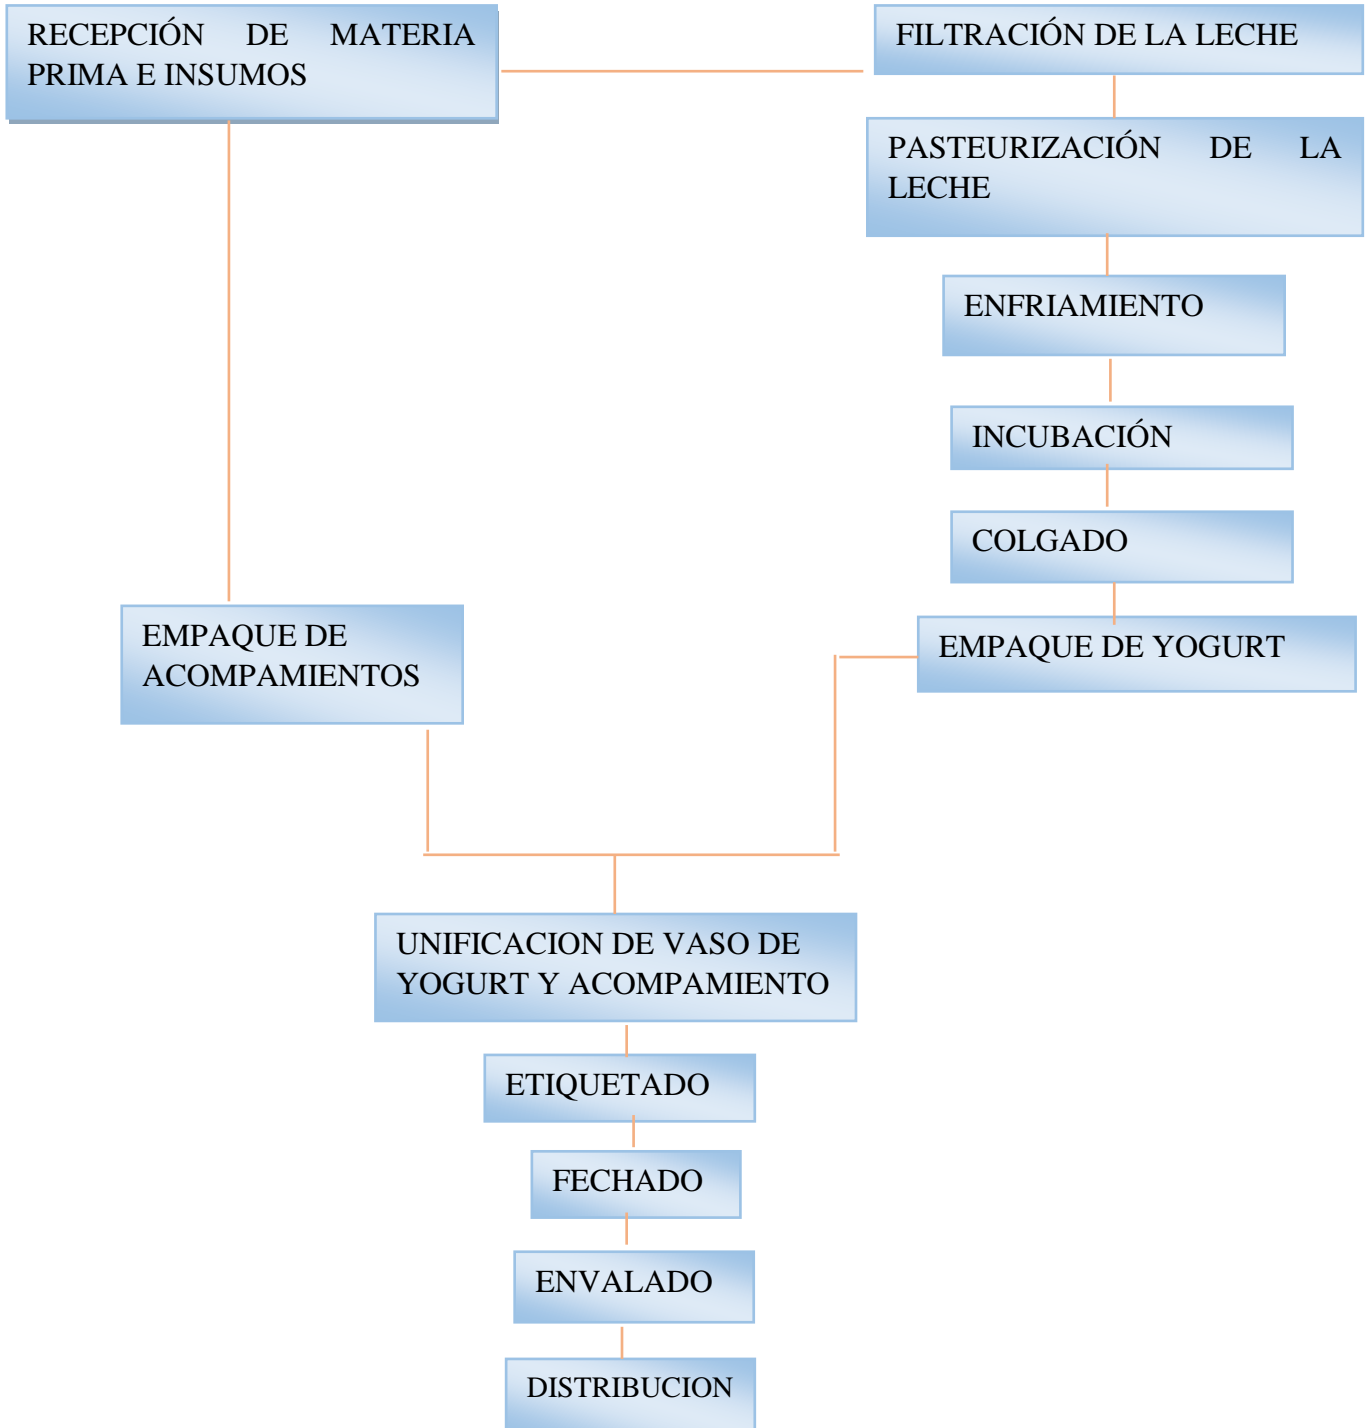 RECEPCIÓN DE MATERIA
PRIMA E INSUMOS
FILTRACIÓN DE LA LECHE
PASTEURIZACIÓN DE LA
LECHE
ENFRIAMIENTO
INCUBACIÓN
COLGADO
EMPAQUE DE YOGURT
EMPAQUE DE
ACOMPAMIENTOS
UNIFICACION DE VASO DE
YOGURT Y ACOMPAMIENTO
ETIQUETADO
FECHADO
ENVALADO
DISTRIBUCION